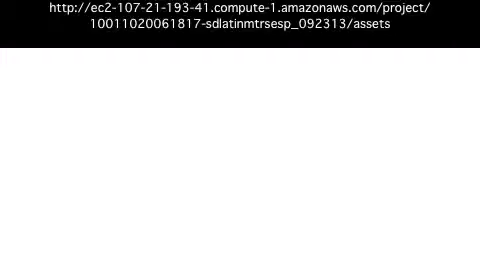 http://ec2-107-21-193-41.compute-1.amazonaws.com/project/
10011020061817-sdlatinmtrsesp_092313/assets